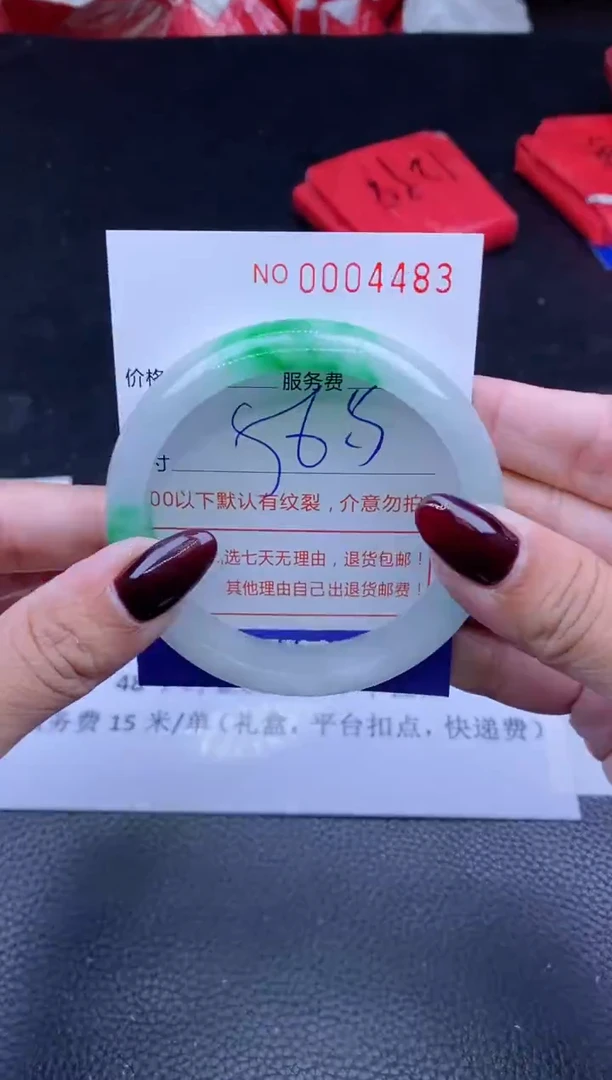 NO 0004483
价格 服务费
565
寸
00以下默认有纹裂，介意勿拍
选七天无理由，退货包邮！
其他理由自己出退货邮费！
48
务费 15 米/单（礼盒，平台扣点，快递费）